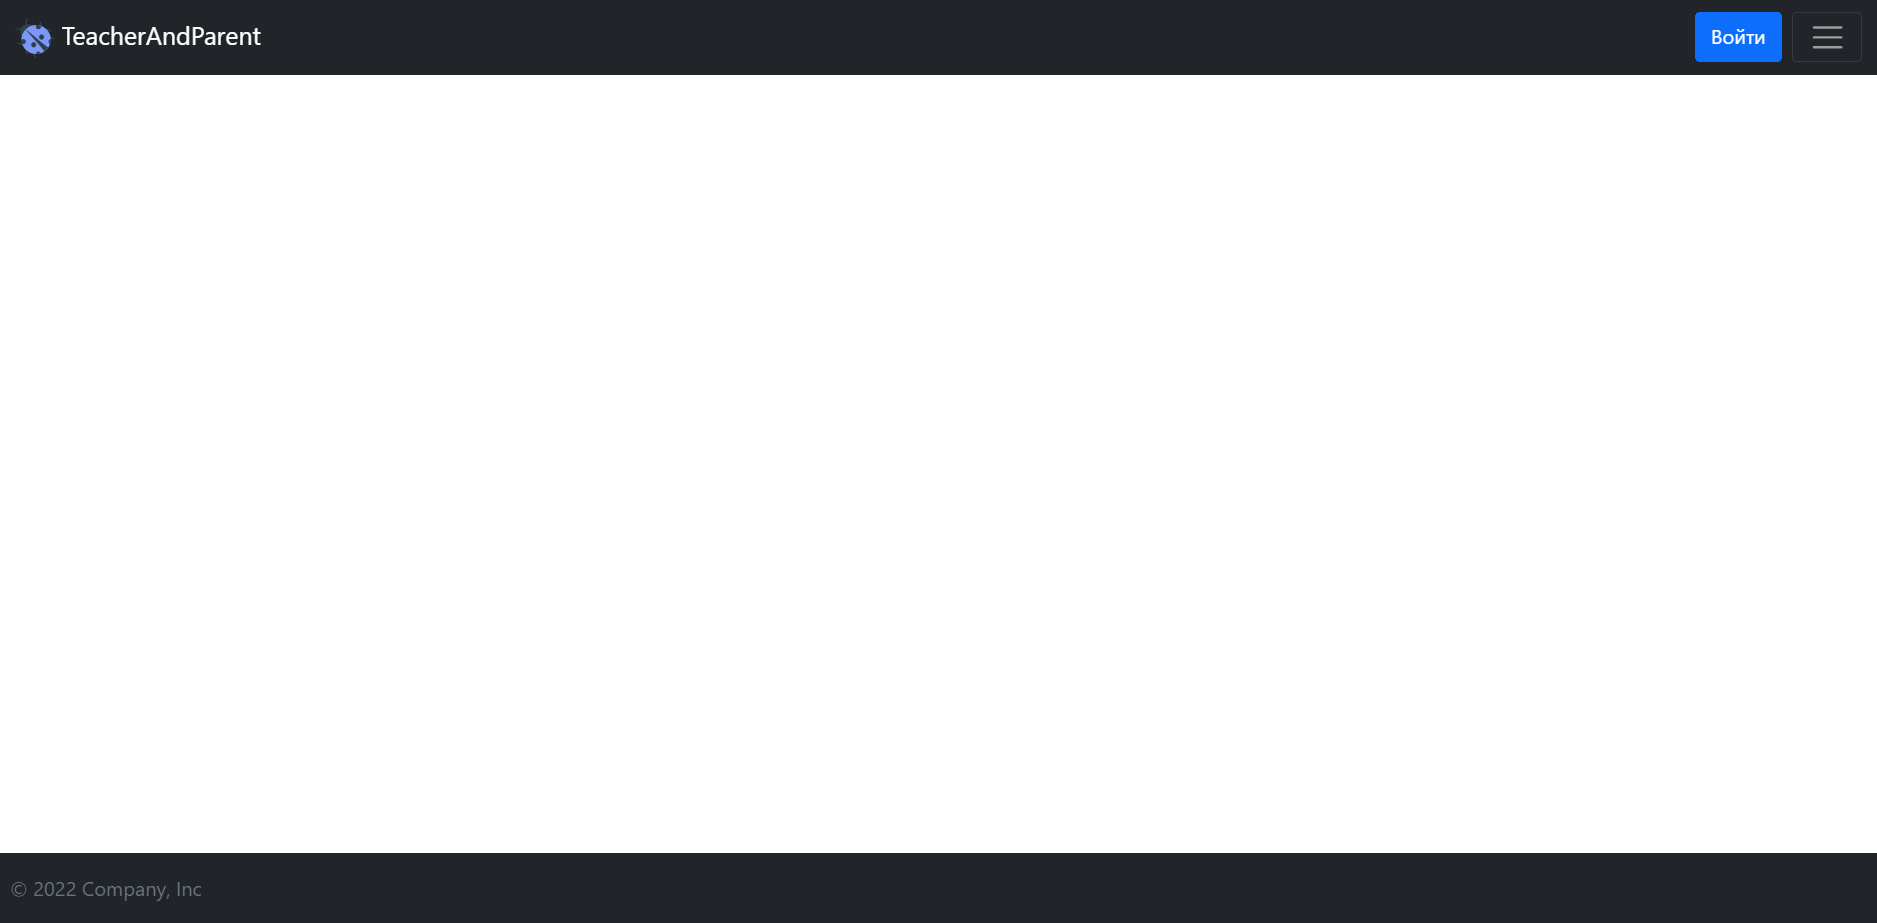 TeacherAndParent
Войти
© 2022 Company, Inc